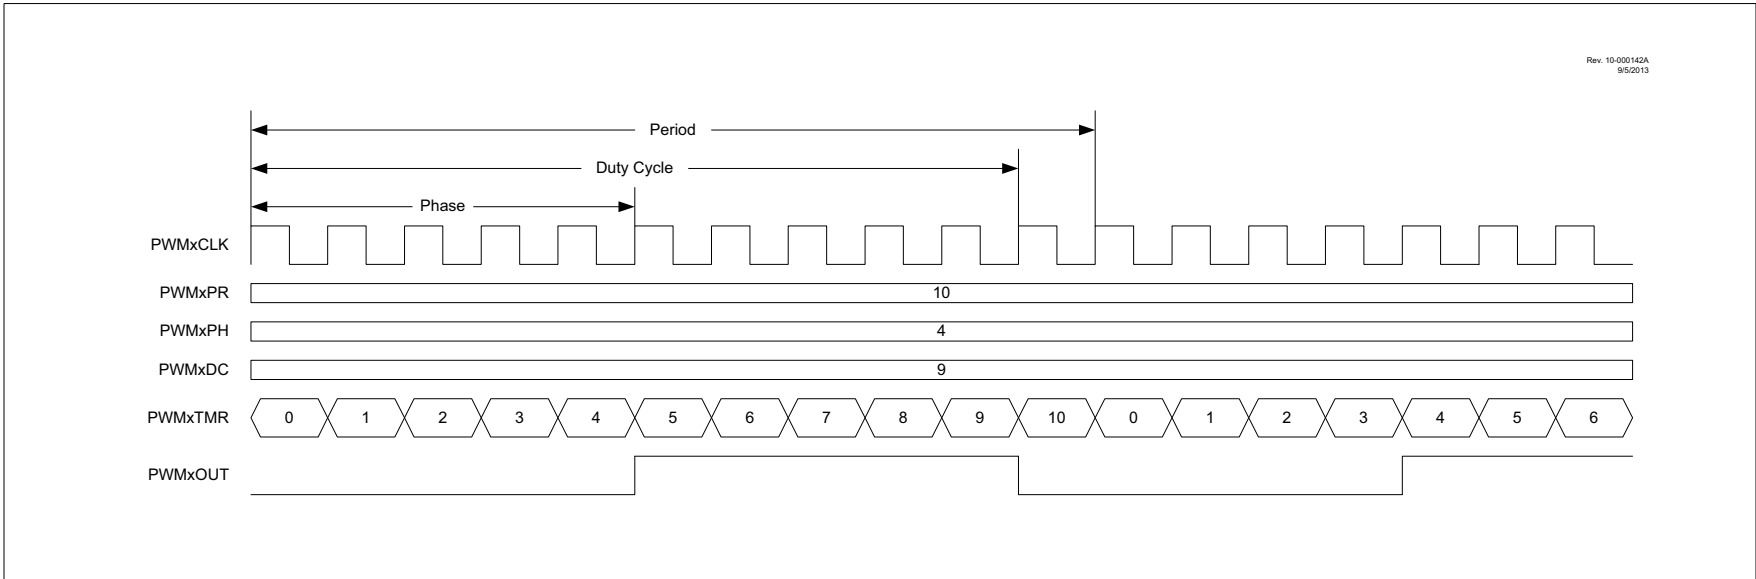 Rev. 10-000142A
9/5/2013
Period
Duty Cycle
Phase
PWMxCLK
PWMxPR
10
PWMxPH
4
PWMxDC
9
PWMxTMR
0 1 2 3 4 5 6 7 8 9 10 0 1 2 3 4 5 6
PWMxOUT